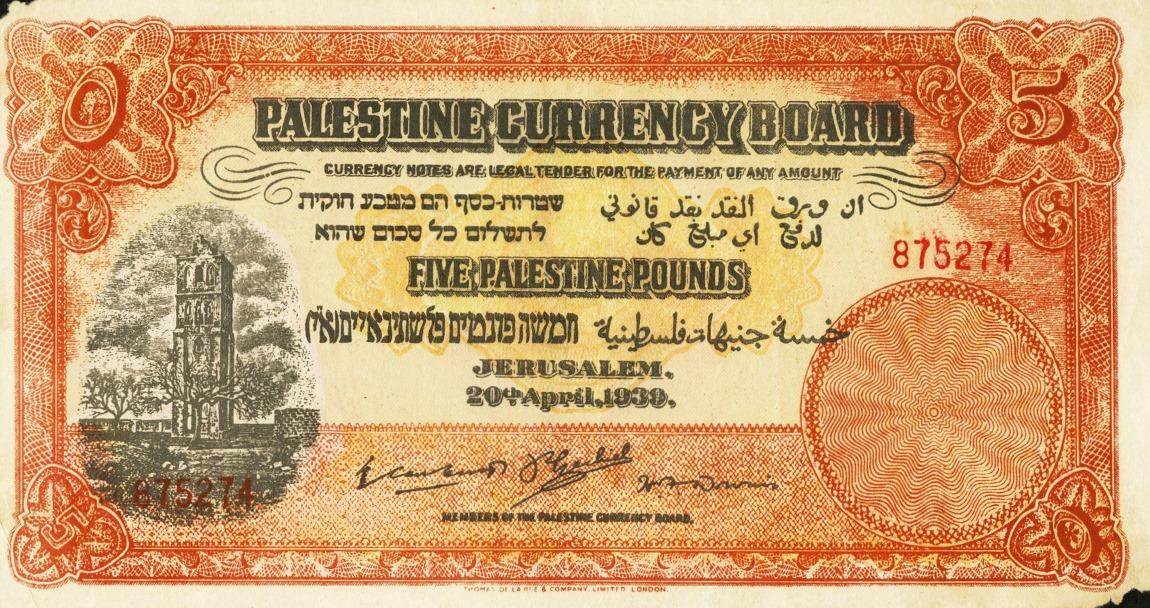 ٥
5
PALESTINE CURRENCY BOARD
CURRENCY NOTES ARE LEGAL TENDER FOR THE PAYMENT OF ANY AMOUNT
ان ورق النقد نقد قانوني
لدفع اي مبلغ كان
שטרות-כסף הם מטבע חוקית
לתשלום כל סכום שהוא
875274
FIVE PALESTINE POUNDS
خمسة جنيهات فلسطينية
חמשה פונטים פלשתינאיים (א״י)
JERUSALEM,
20th April, 1939.
875274
MEMBERS OF THE PALESTINE CURRENCY BOARD.
5
٥
THOMAS DE LA RUE & COMPANY, LIMITED LONDON.